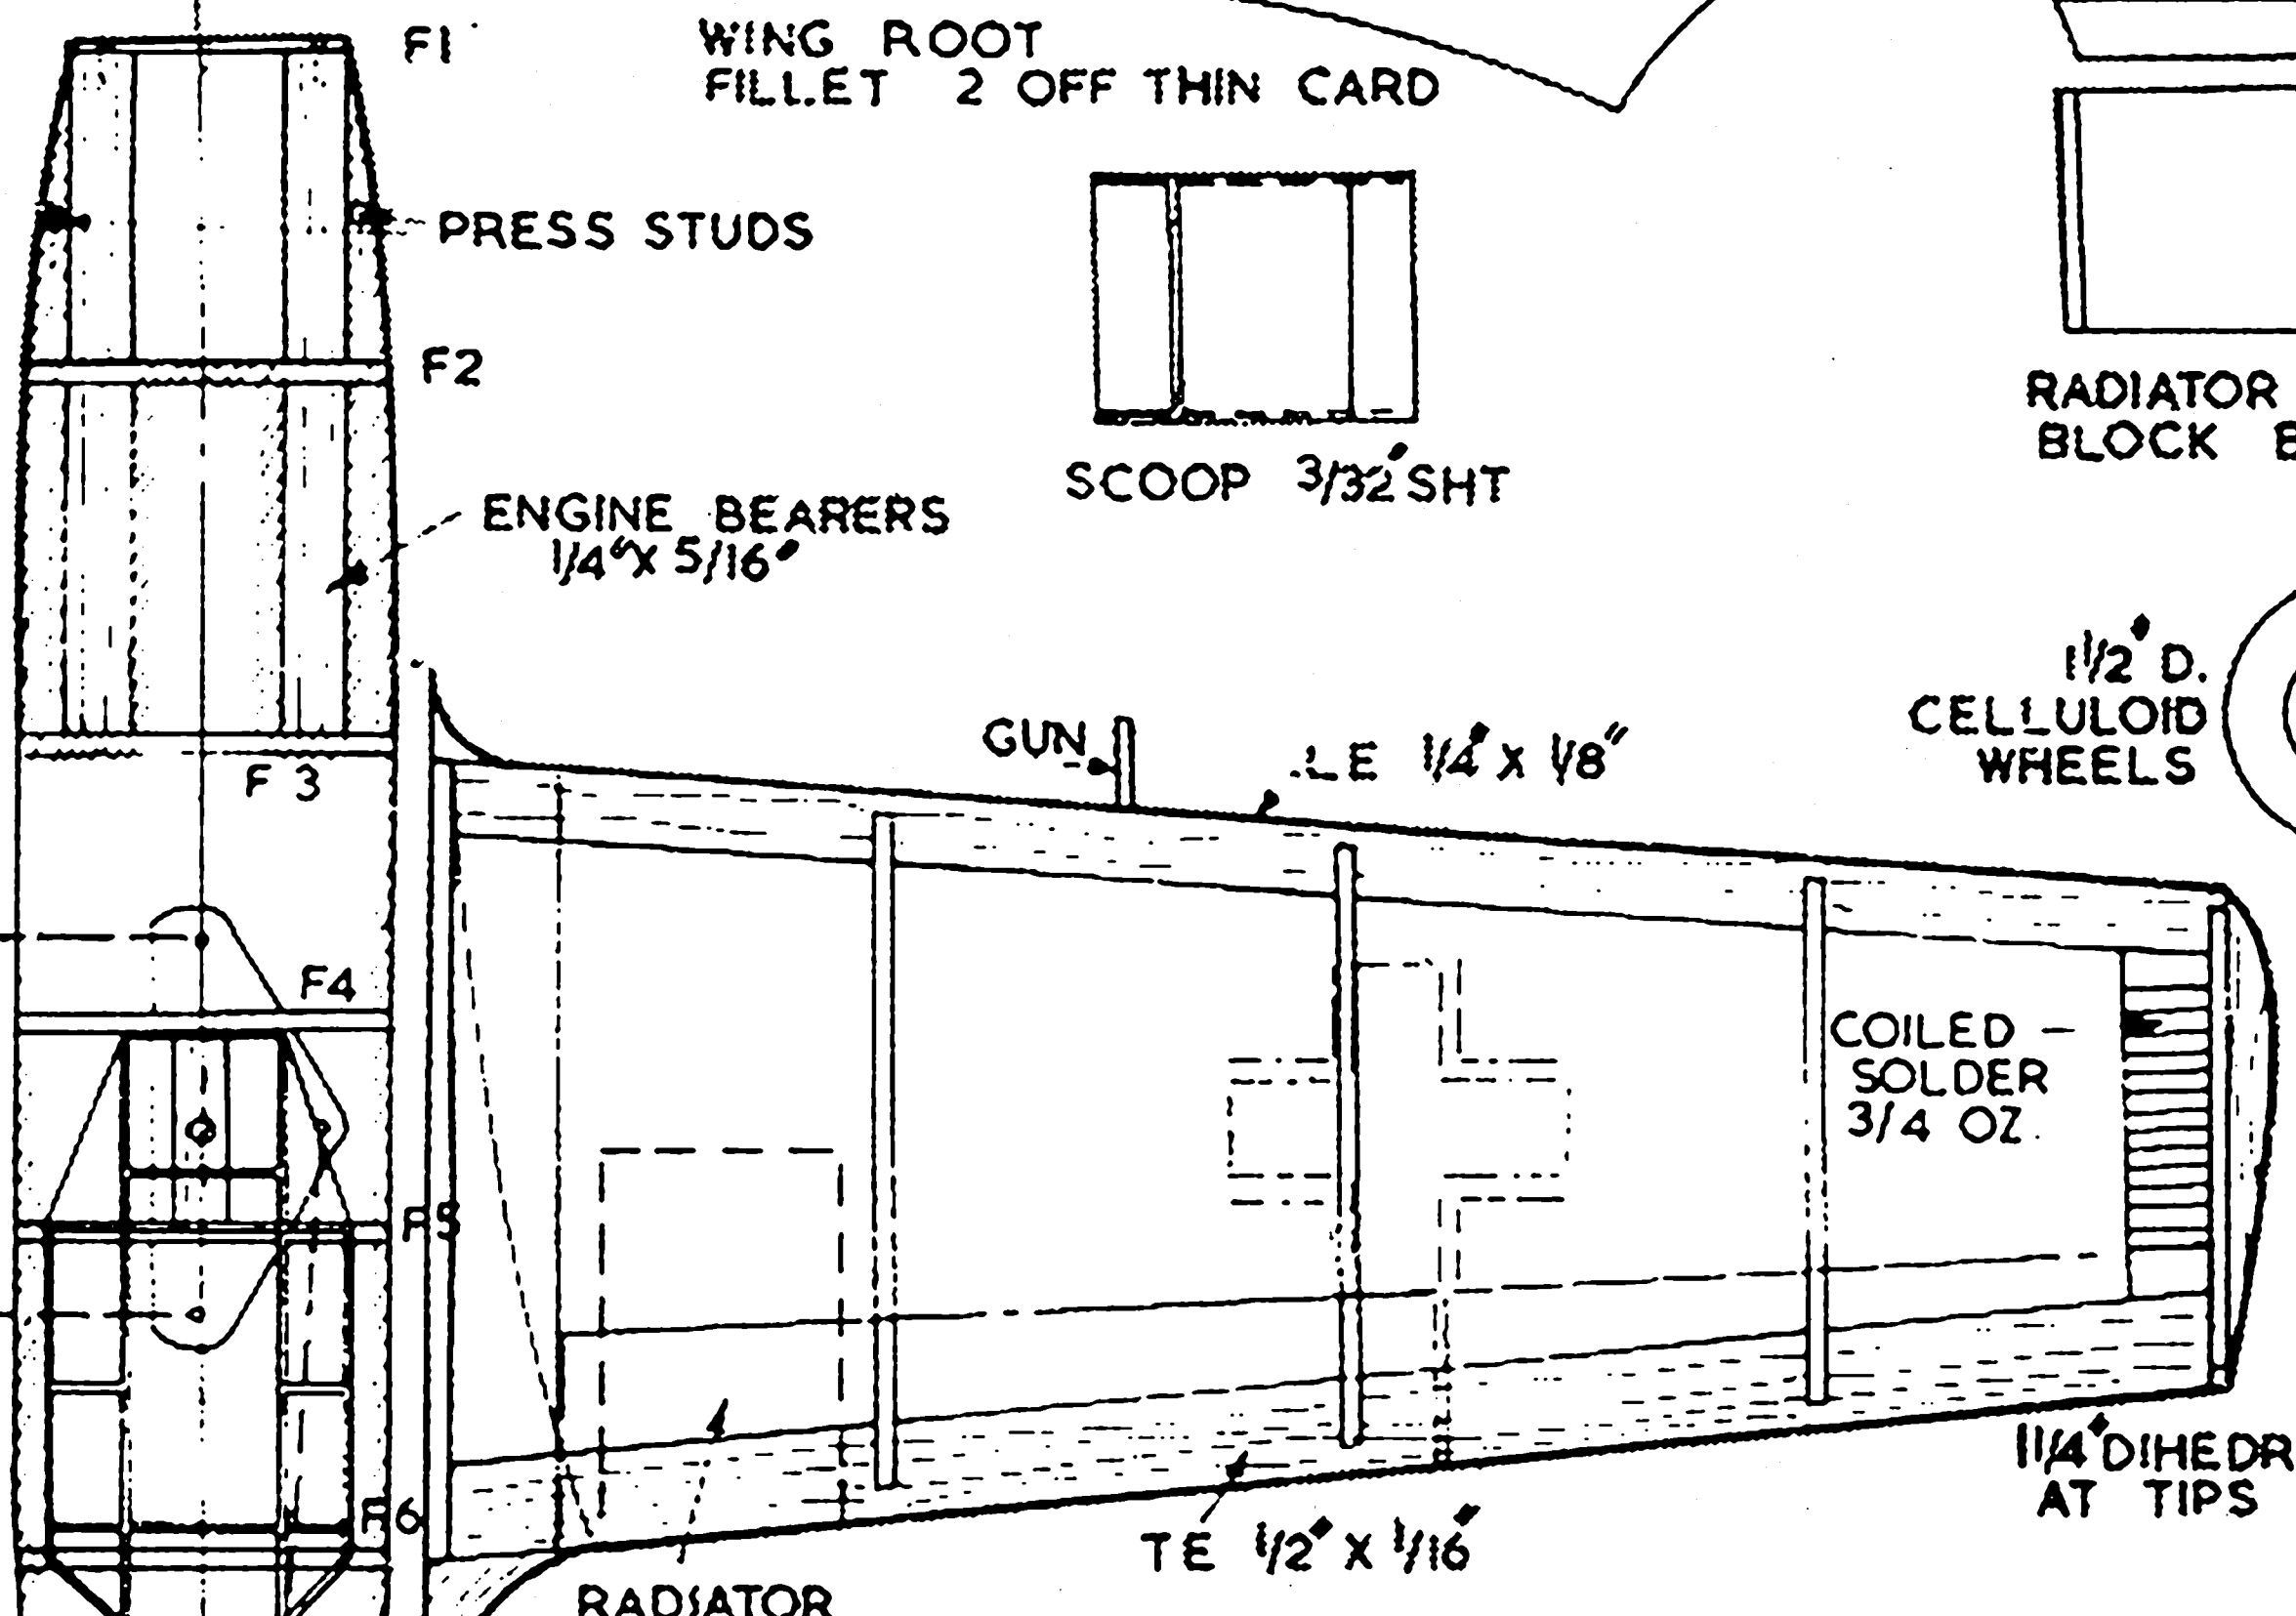 F1
WING ROOT
FILLET 2 OFF THIN CARD
PRESS STUDS
F2
SCOOP 3/32" SHT
RADIATOR
BLOCK
ENGINE BEARERS
1/4" X 5/16"
1 1/2" D.
CELLULOID
WHEELS
GUN
LE 1/4" X 1/8"
F 3
F4
COILED
SOLDER
3/4 OZ.
F5
F6
1 1/4" DIHEDR
AT TIPS
TE 1/2" X 1/16"
RADIATOR